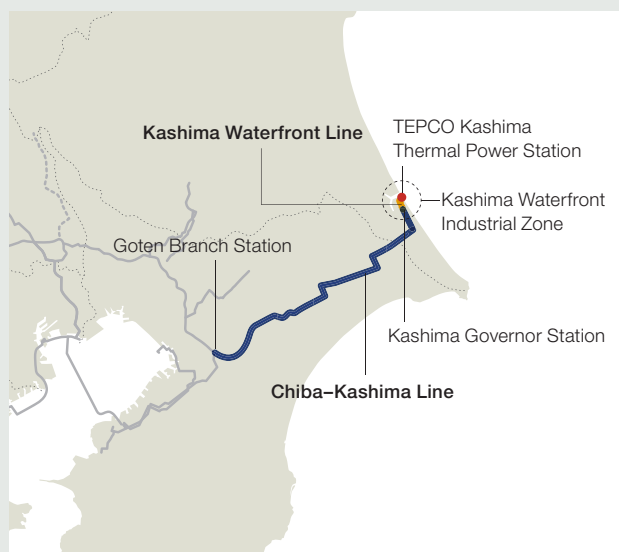 Kashima Waterfront Line
TEPCO Kashima
Thermal Power Station
Kashima Waterfront
Industrial Zone
Goten Branch Station
Kashima Governor Station
Chiba–Kashima Line